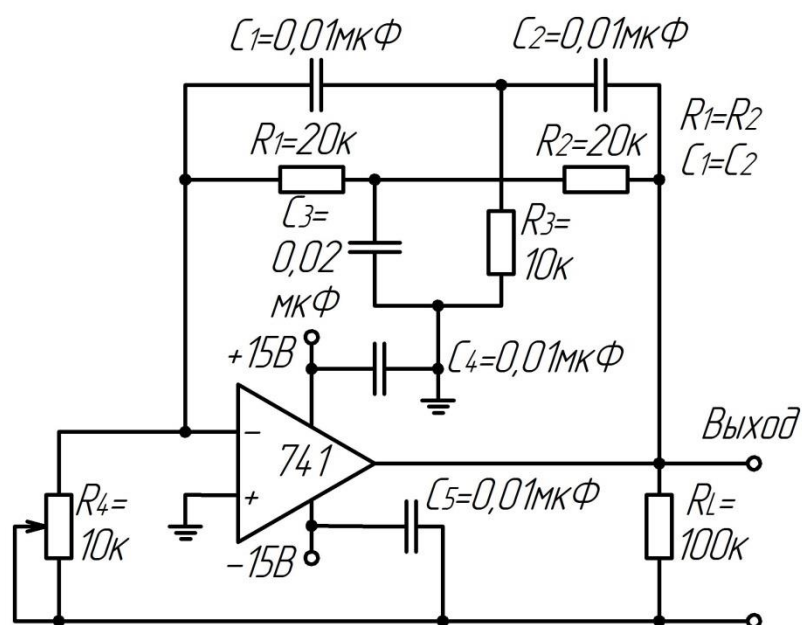 C1=0,01мкФ
C2=0,01мкФ
R1=R2
C1=C2
R1=20к
R2=20к
C3=
0,02
мкФ
R3=
10к
+15В
C4=0,01мкФ
Выход
−
741
+
R4=
10к
C5=0,01мкФ
RL=
100к
−15В